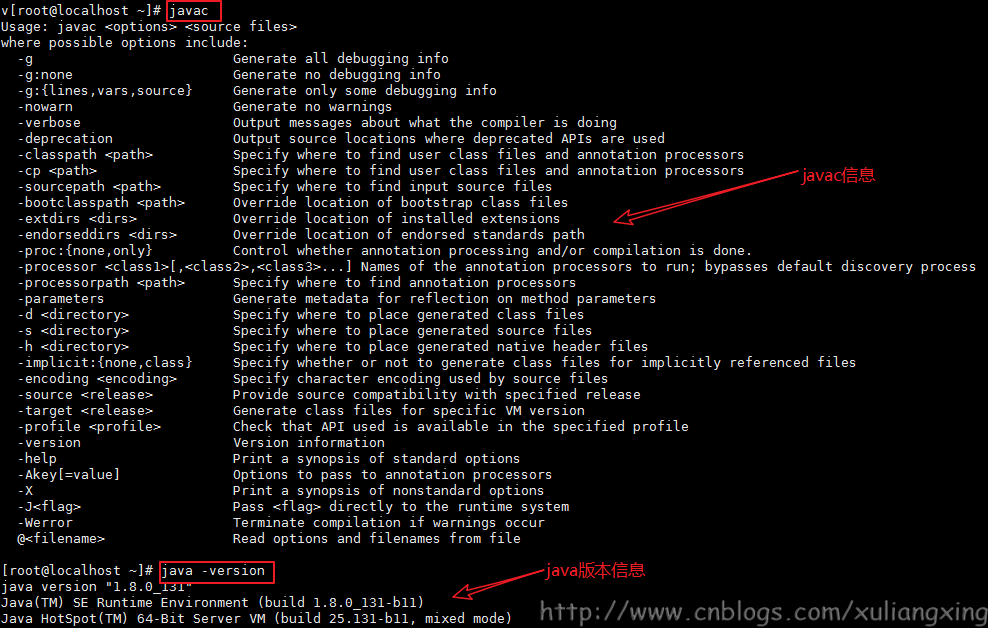 v[root@localhost ~]# javac
Usage: javac <options> <source files>
where possible options include:
  -g                         Generate all debugging info
  -g:none                    Generate no debugging info
  -g:{lines,vars,source}     Generate only some debugging info
  -nowarn                    Generate no warnings
  -verbose                   Output messages about what the compiler is doing
  -deprecation               Output source locations where deprecated APIs are used
  -classpath <path>          Specify where to find user class files and annotation processors
  -cp <path>                 Specify where to find user class files and annotation processors
javac信息
  -sourcepath <path>         Specify where to find input source files
  -bootclasspath <path>      Override location of bootstrap class files
  -extdirs <dirs>            Override location of installed extensions
  -endorseddirs <dirs>       Override location of endorsed standards path
  -proc:{none,only}          Control whether annotation processing and/or compilation is done.
  -processor <class1>[,<class2>,<class3>...] Names of the annotation processors to run; bypasses default discovery process
  -processorpath <path>      Specify where to find annotation processors
  -parameters                Generate metadata for reflection on method parameters
  -d <directory>             Specify where to place generated class files
  -s <directory>             Specify where to place generated source files
  -h <directory>             Specify where to place generated native header files
  -implicit:{none,class}     Specify whether or not to generate class files for implicitly referenced files
  -encoding <encoding>       Specify character encoding used by source files
  -source <release>          Provide source compatibility with specified release
  -target <release>          Generate class files for specific VM version
  -profile <profile>         Check that API used is available in the specified profile
  -version                   Version information
  -help                      Print a synopsis of standard options
  -Akey[=value]              Options to pass to annotation processors
  -X                         Print a synopsis of nonstandard options
  -J<flag>                   Pass <flag> directly to the runtime system
  -Werror                    Terminate compilation if warnings occur
  @<filename>                Read options and filenames from file
[root@localhost ~]# java -version
java版本信息
java version "1.8.0_131"
Java(TM) SE Runtime Environment (build 1.8.0_131-b11)
Java HotSpot(TM) 64-Bit Server VM (build 25.131-b11, mixed mode)
http://www.cnblogs.com/xuliangxing